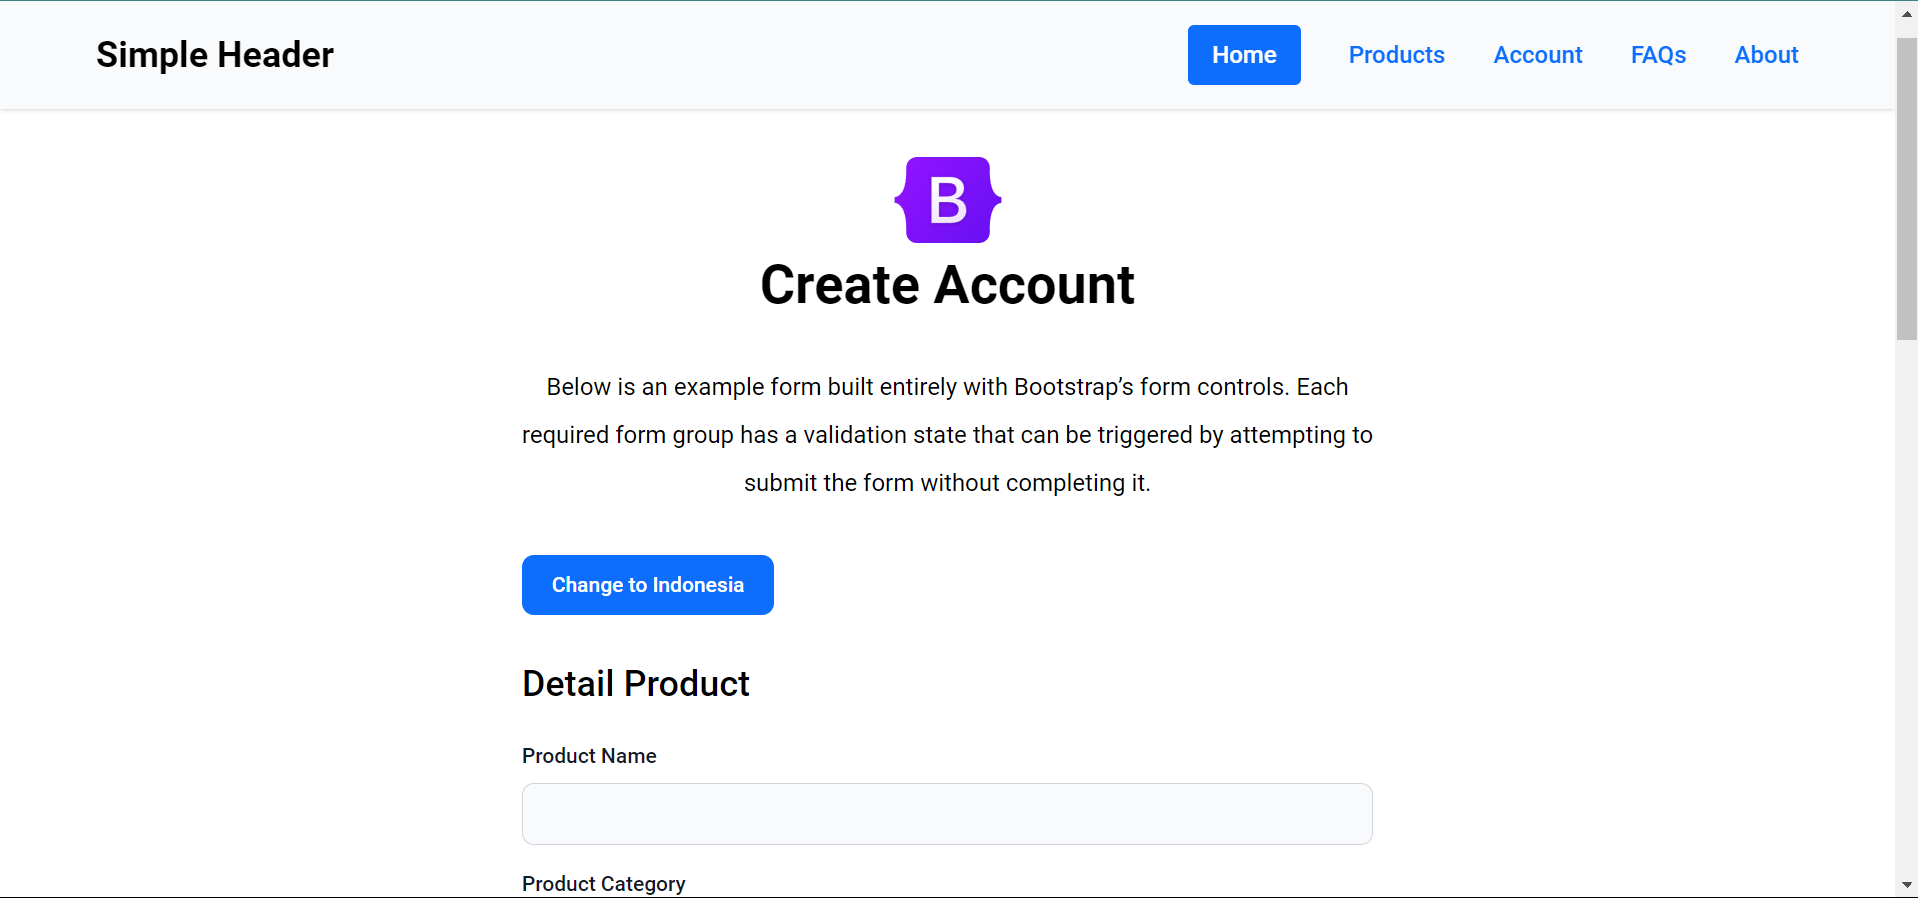 Simple Header
Home
Products
Account
FAQs
About
B
Create Account
Below is an example form built entirely with Bootstrap’s form controls. Each
required form group has a validation state that can be triggered by attempting to
submit the form without completing it.
Change to Indonesia
Detail Product
Product Name
Product Category